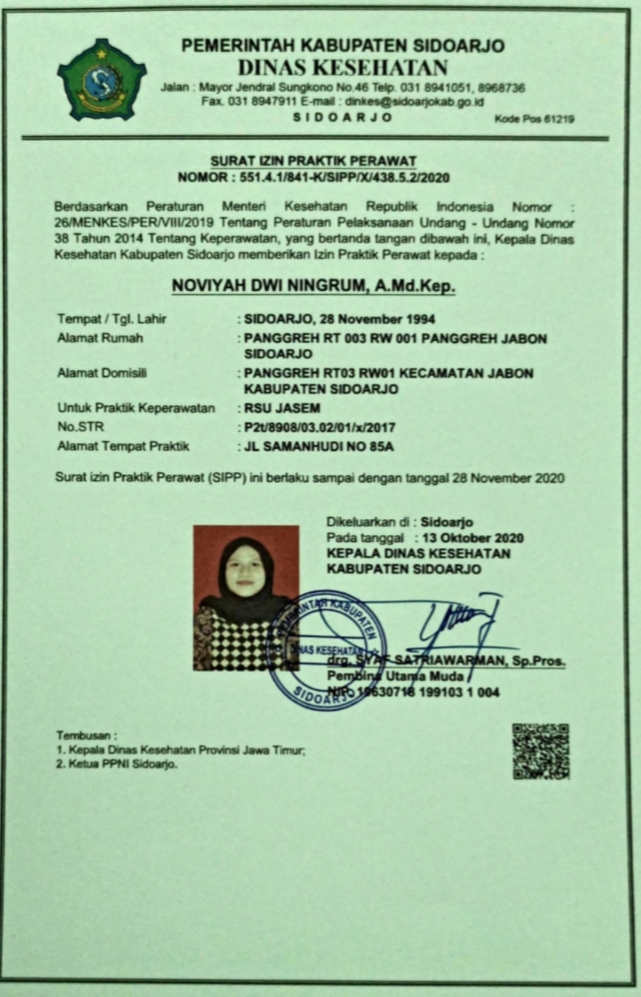 PEMERINTAH KABUPATEN SIDOARJO
DINAS KESEHATAN
Jalan : Mayor Jendral Sungkono No.46 Telp. 031 8941051, 8968736
Fax. 031 8947911 E-mail : dinkes@sidoarjokab.go.id
SIDOARJO
Kode Pos 61219
SURAT IZIN PRAKTIK PERAWAT
NOMOR : 551.4.1/841-K/SIPP/X/438.5.2/2020
Berdasarkan Peraturan Menteri Kesehatan Republik Indonesia Nomor :
26/MENKES/PER/VIII/2019 Tentang Peraturan Pelaksanaan Undang - Undang Nomor
38 Tahun 2014 Tentang Keperawatan, yang bertanda tangan dibawah ini, Kepala Dinas
Kesehatan Kabupaten Sidoarjo memberikan Izin Praktik Perawat kepada :
NOVIYAH DWI NINGRUM, A.Md.Kep.
Tempat / Tgl. Lahir : SIDOARJO, 28 November 1994
Alamat Rumah : PANGGREH RT 003 RW 001 PANGGREH JABON
SIDOARJO
Alamat Domisili : PANGGREH RT03 RW01 KECAMATAN JABON
KABUPATEN SIDOARJO
Untuk Praktik Keperawatan : RSU JASEM
No.STR : P2t/8908/03.02/01/x/2017
Alamat Tempat Praktik : JL SAMANHUDI NO 85A
Surat izin Praktik Perawat (SIPP) ini berlaku sampai dengan tanggal 28 November 2020
Dikeluarkan di : Sidoarjo
Pada tanggal : 13 Oktober 2020
KEPALA DINAS KESEHATAN
KABUPATEN SIDOARJO
PEMERINTAH KABUPATEN
DINAS KESEHATAN
SIDOARJO
drg. SYAF SATRIAWARMAN, Sp.Pros.
Pembina Utama Muda
NIP. 19630718 199103 1 004
Tembusan :
1. Kepala Dinas Kesehatan Provinsi Jawa Timur;
2. Ketua PPNI Sidoarjo.